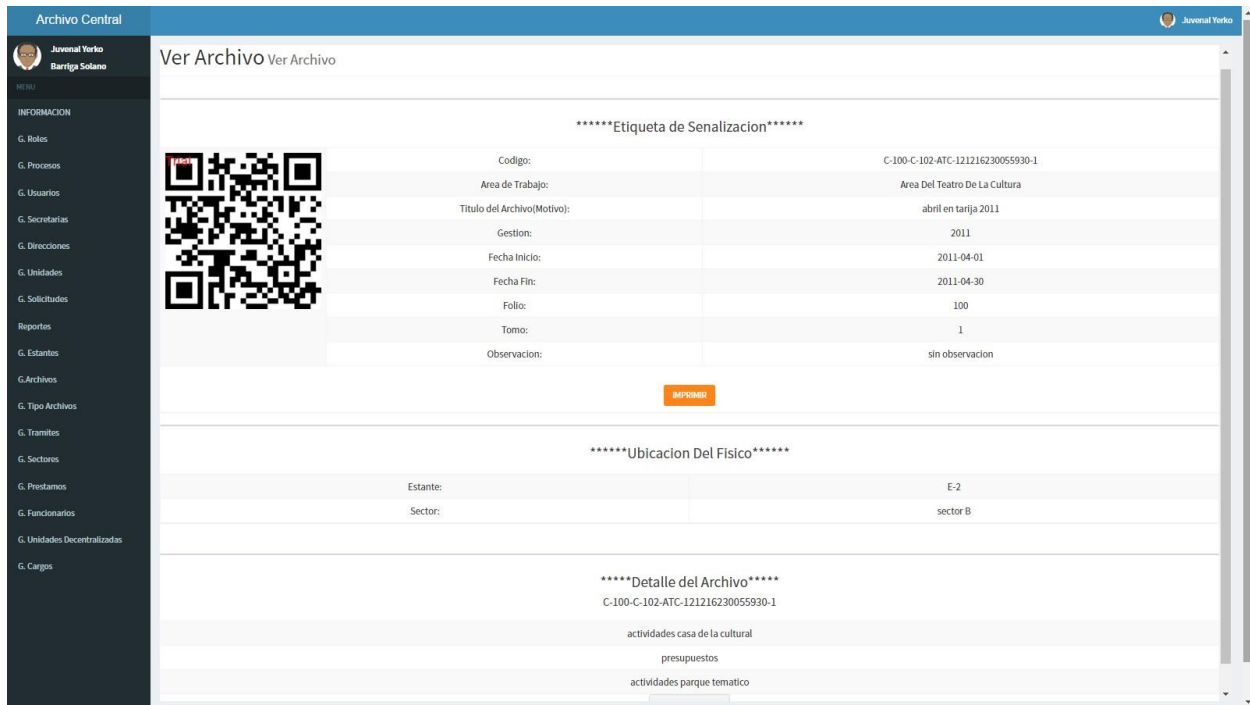 Archivo Central
Juvenal Yerko
Juvenal Yerko
Barriga Solano
MENU
INFORMACION
G. Roles
G. Procesos
G. Usuarios
G. Secretarias
G. Direcciones
G. Unidades
G. Solicitudes
Reportes
G. Estantes
G.Archivos
G. Tipo Archivos
G. Tramites
G. Sectores
G. Prestamos
G. Funcionarios
G. Unidades Decentralizadas
G. Cargos
Ver Archivo Ver Archivo
******Etiqueta de Senalizacion******
Trial
Codigo: C-100-C-102-ATC-121216230055930-1
Area de Trabajo: Area Del Teatro De La Cultura
Titulo del Archivo(Motivo): abril en tarija 2011
Gestion: 2011
Fecha Inicio: 2011-04-01
Fecha Fin: 2011-04-30
Folio: 100
Tomo: 1
Observacion: sin observacion
IMPRIMIR
******Ubicacion Del Fisico******
Estante: E-2
Sector: sector B
*****Detalle del Archivo*****
C-100-C-102-ATC-121216230055930-1
actividades casa de la cultural
presupuestos
actividades parque tematico